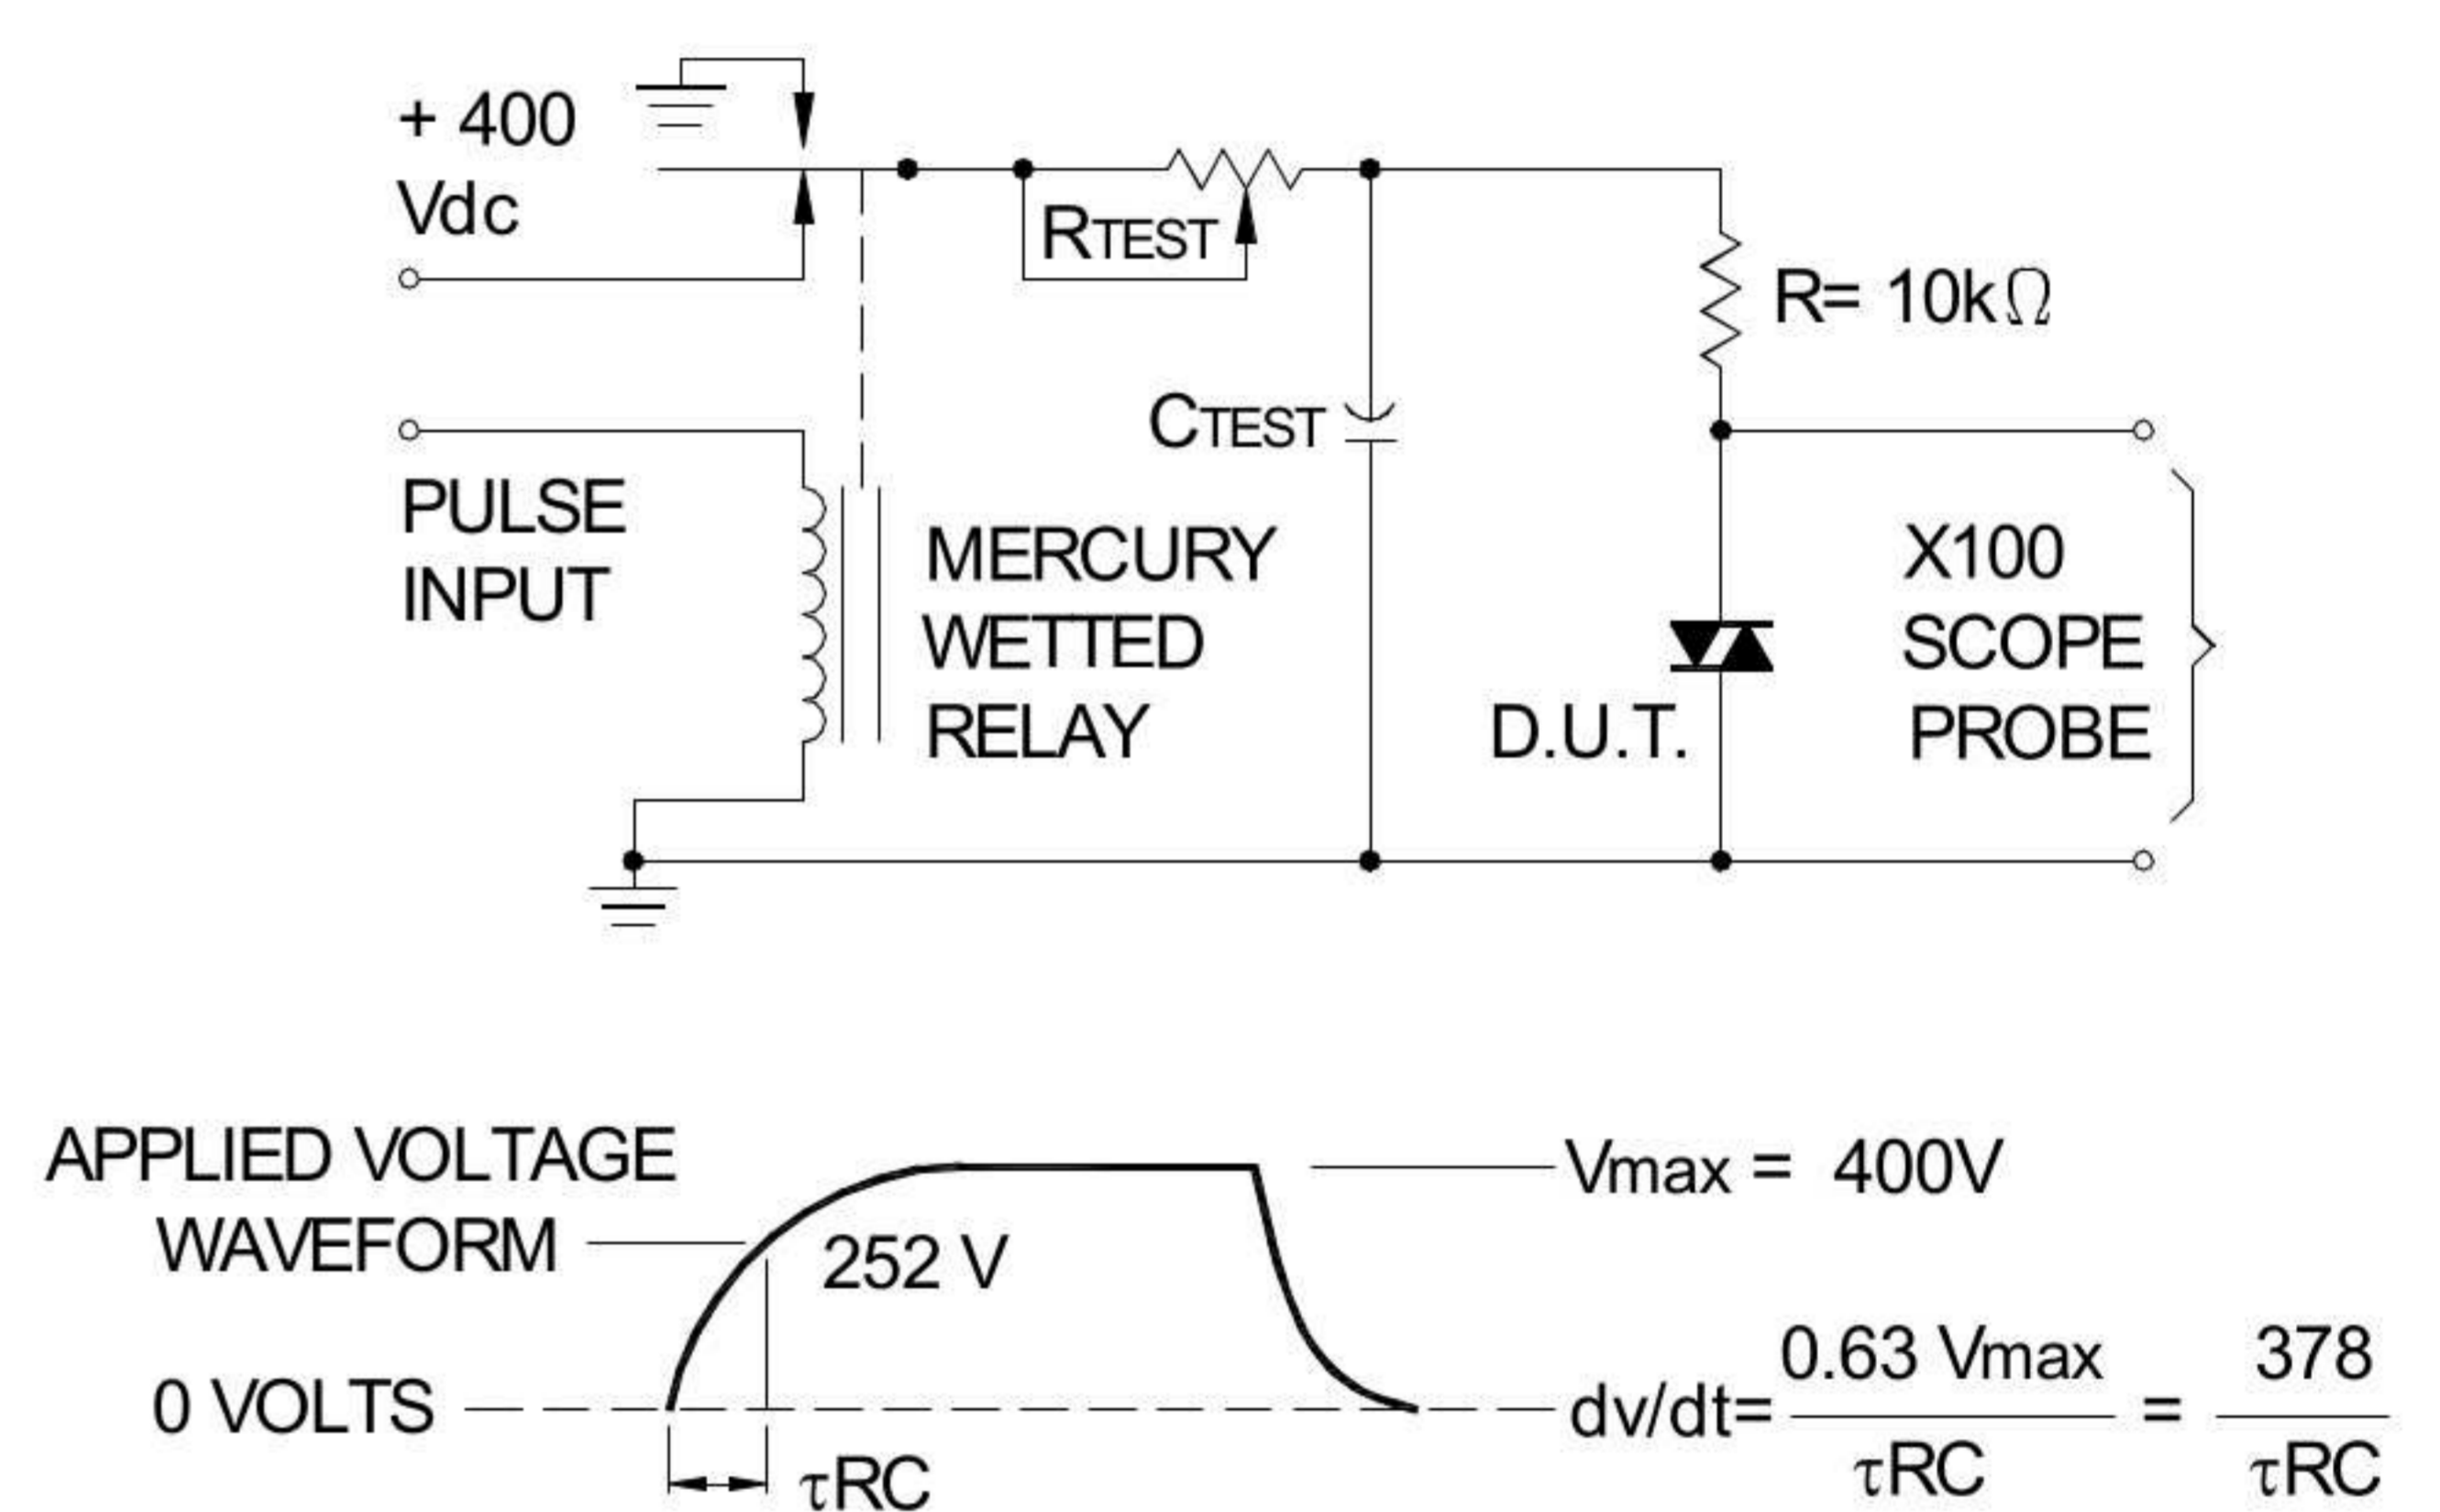 + 400
Vdc
RTEST
R= 10kΩ
CTEST
PULSE
INPUT
MERCURY
WETTED
RELAY
D.U.T.
X100
SCOPE
PROBE
APPLIED VOLTAGE
WAVEFORM
252 V
Vmax = 400V
0 VOLTS
τRC
dv/dt= 0.63 Vmax / τRC = 378 / τRC